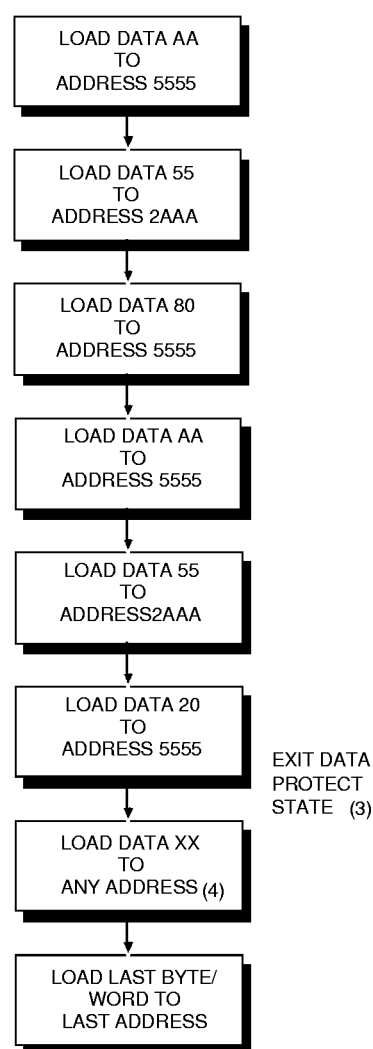 LOAD DATA AA
TO
ADDRESS 5555
LOAD DATA 55
TO
ADDRESS 2AAA
LOAD DATA 80
TO
ADDRESS 5555
LOAD DATA AA
TO
ADDRESS 5555
LOAD DATA 55
TO
ADDRESS2AAA
LOAD DATA 20
TO
ADDRESS 5555
EXIT DATA
PROTECT
STATE (3)
LOAD DATA XX
TO
ANY ADDRESS (4)
LOAD LAST BYTE/
WORD TO
LAST ADDRESS